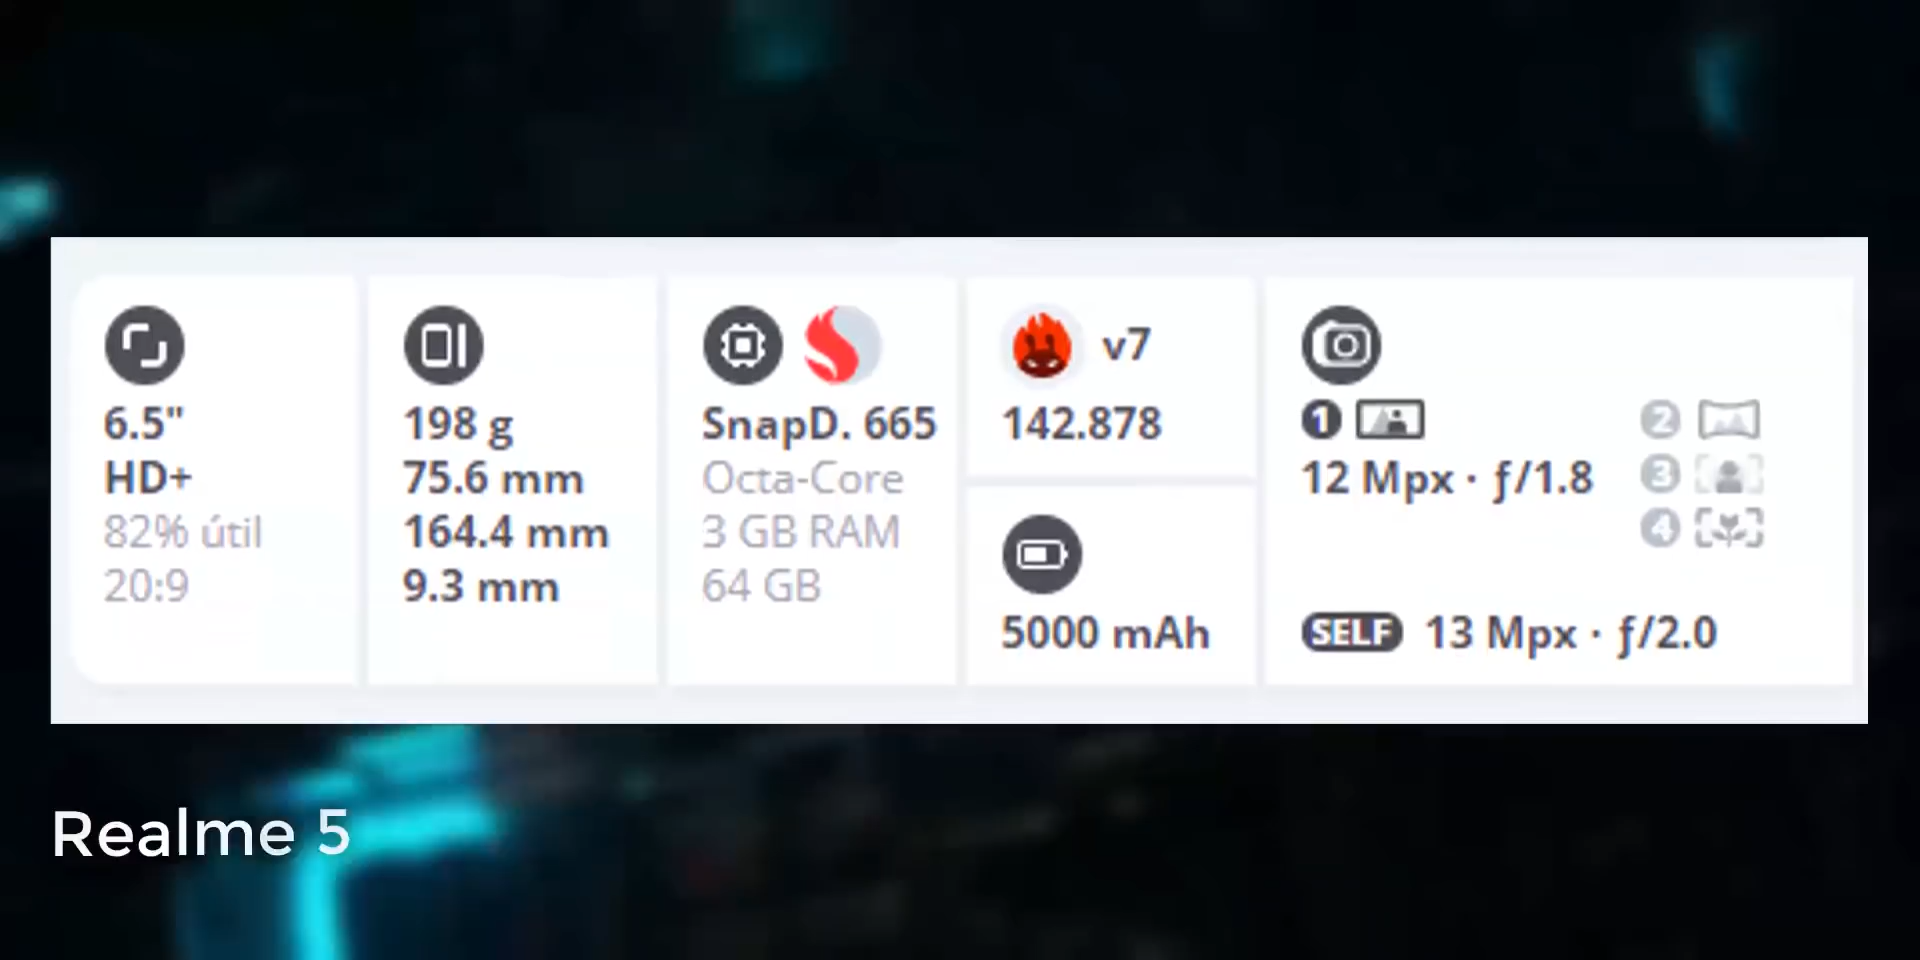 6.5"
HD+
82% útil
20:9
198 g
75.6 mm
164.4 mm
9.3 mm
SnapD. 665
Octa-Core
3 GB RAM
64 GB
v7
142.878
5000 mAh
1
12 Mpx · ƒ/1.8
2
3
4
SELF 13 Mpx · ƒ/2.0
Realme 5